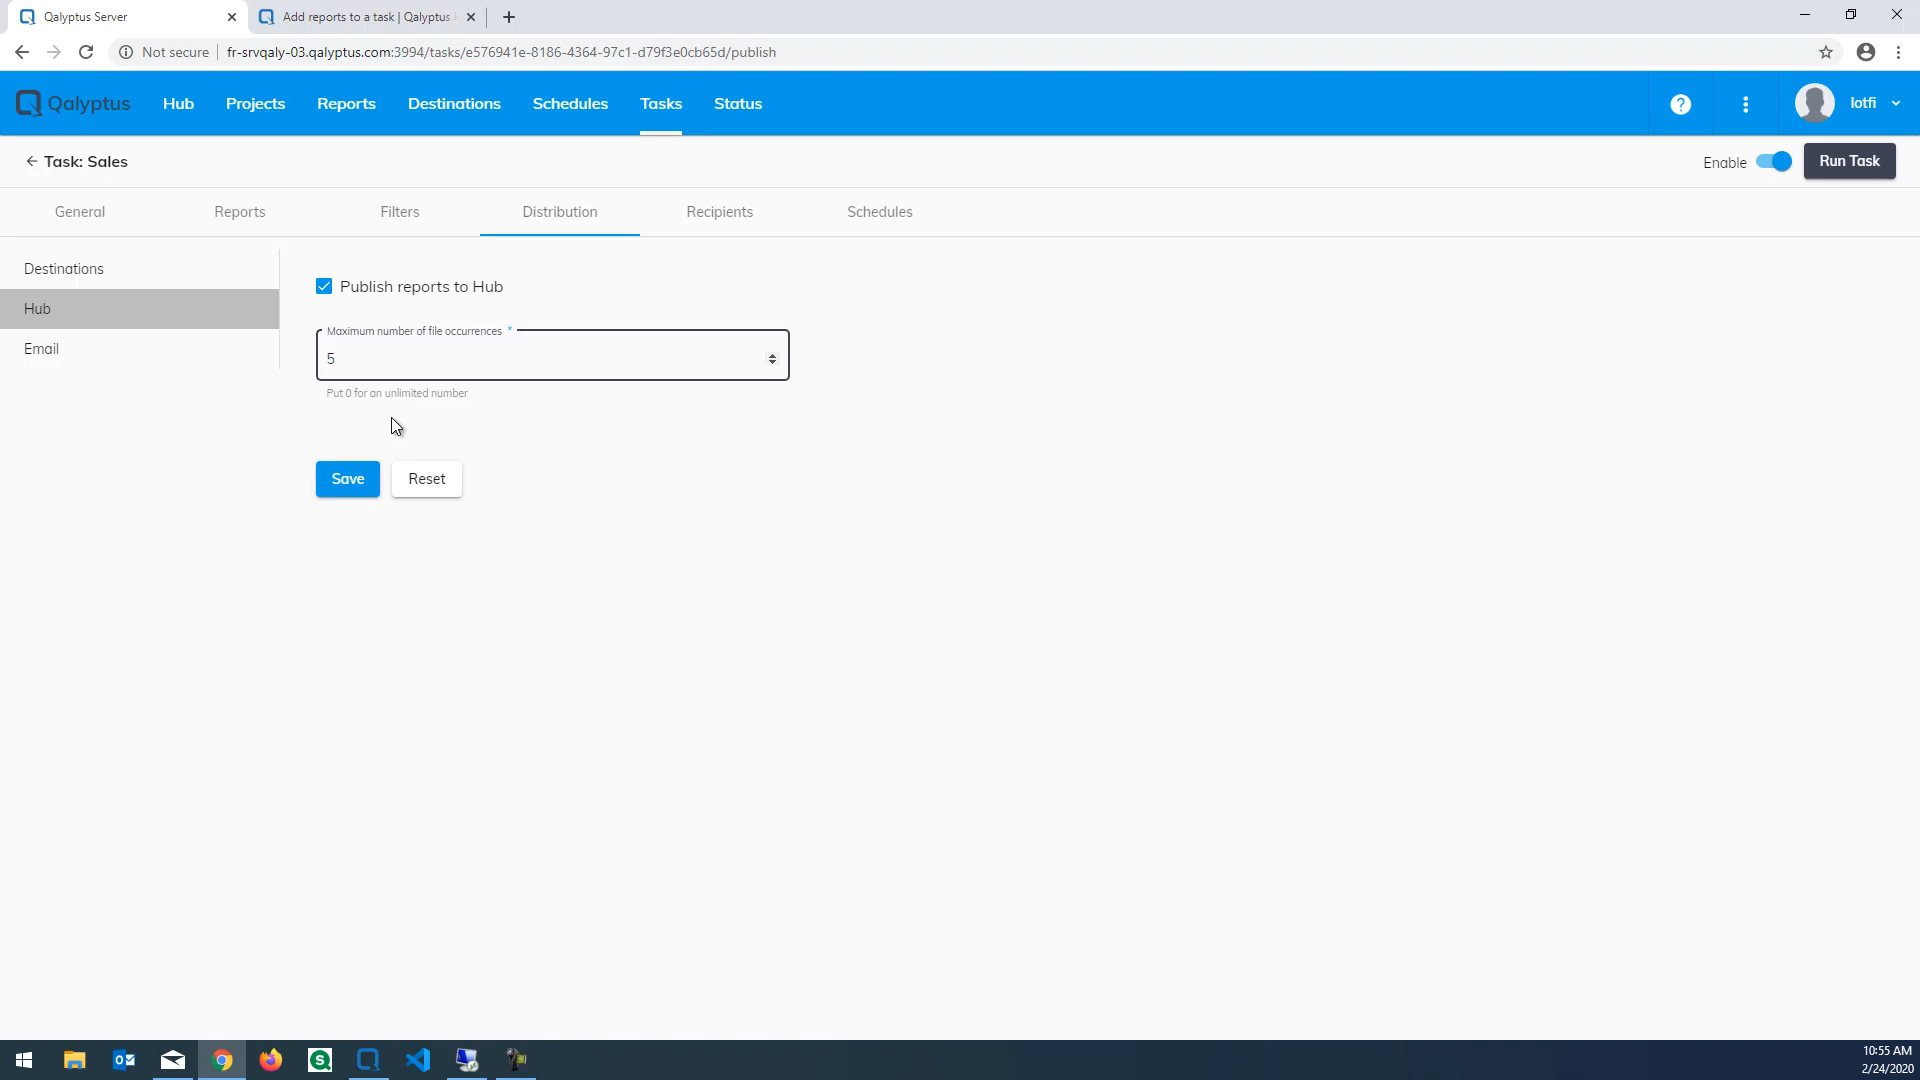 Qalyptus Server
Add reports to a task | Qalyptus
Not secure
fr-srvqaly-03.qalyptus.com:3994/tasks/e576941e-8186-4364-97c1-d79f3e0cb65d/publish
Qalyptus
Hub
Projects
Reports
Destinations
Schedules
Tasks
Status
lotfi
Task: Sales
Enable
Run Task
General
Reports
Filters
Distribution
Recipients
Schedules
Destinations
Hub
Email
Publish reports to Hub
Maximum number of file occurrences *
5
Put 0 for an unlimited number
Save
Reset
10:55 AM
2/24/2020